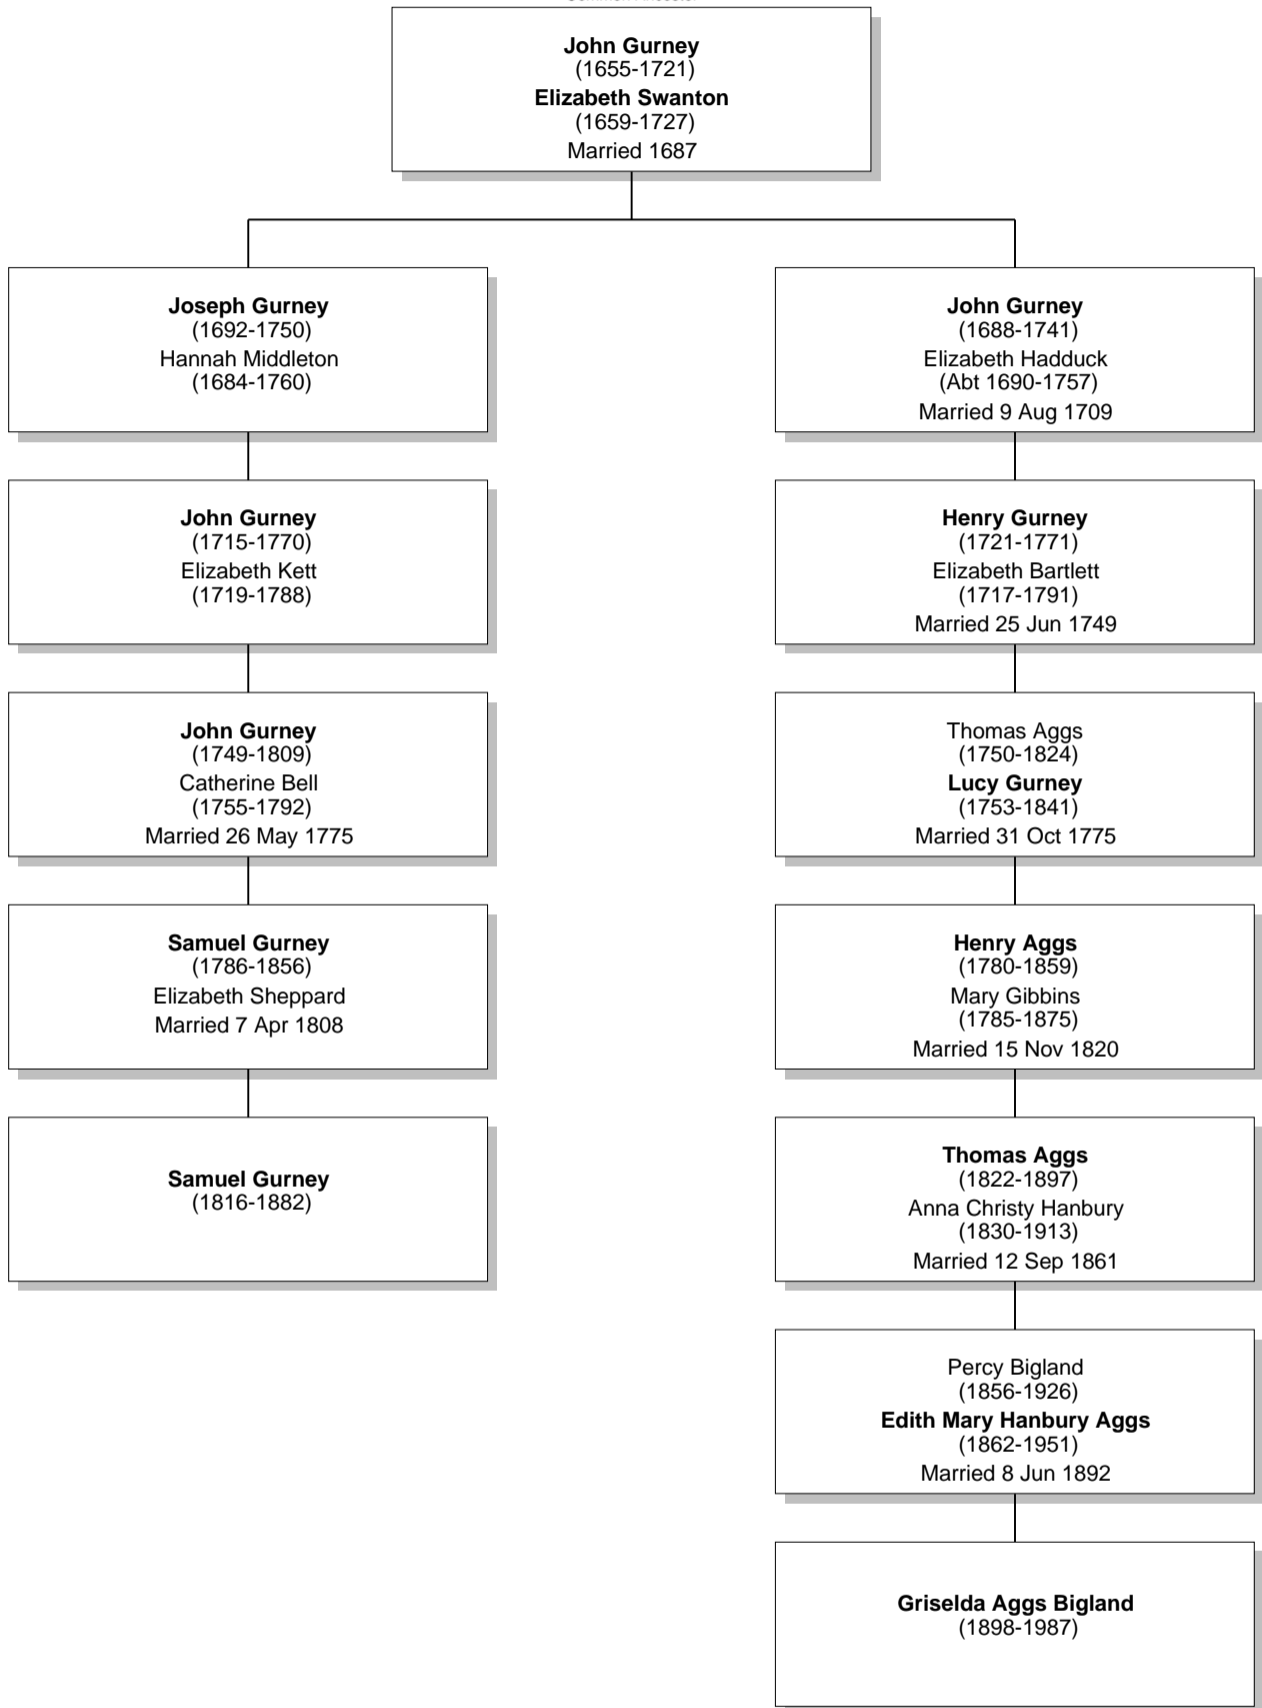 Common Ancestor
John Gurney
(1655-1721)
Elizabeth Swanton
(1659-1727)
Married 1687
Joseph Gurney
(1692-1750)
Hannah Middleton
(1684-1760)
John Gurney
(1688-1741)
Elizabeth Hadduck
(Abt 1690-1757)
Married 9 Aug 1709
John Gurney
(1715-1770)
Elizabeth Kett
(1719-1788)
Henry Gurney
(1721-1771)
Elizabeth Bartlett
(1717-1791)
Married 25 Jun 1749
John Gurney
(1749-1809)
Catherine Bell
(1755-1792)
Married 26 May 1775
Thomas Aggs
(1750-1824)
Lucy Gurney
(1753-1841)
Married 31 Oct 1775
Samuel Gurney
(1786-1856)
Elizabeth Sheppard
Married 7 Apr 1808
Henry Aggs
(1780-1859)
Mary Gibbins
(1785-1875)
Married 15 Nov 1820
Samuel Gurney
(1816-1882)
Thomas Aggs
(1822-1897)
Anna Christy Hanbury
(1830-1913)
Married 12 Sep 1861
Percy Bigland
(1856-1926)
Edith Mary Hanbury Aggs
(1862-1951)
Married 8 Jun 1892
Griselda Aggs Bigland
(1898-1987)